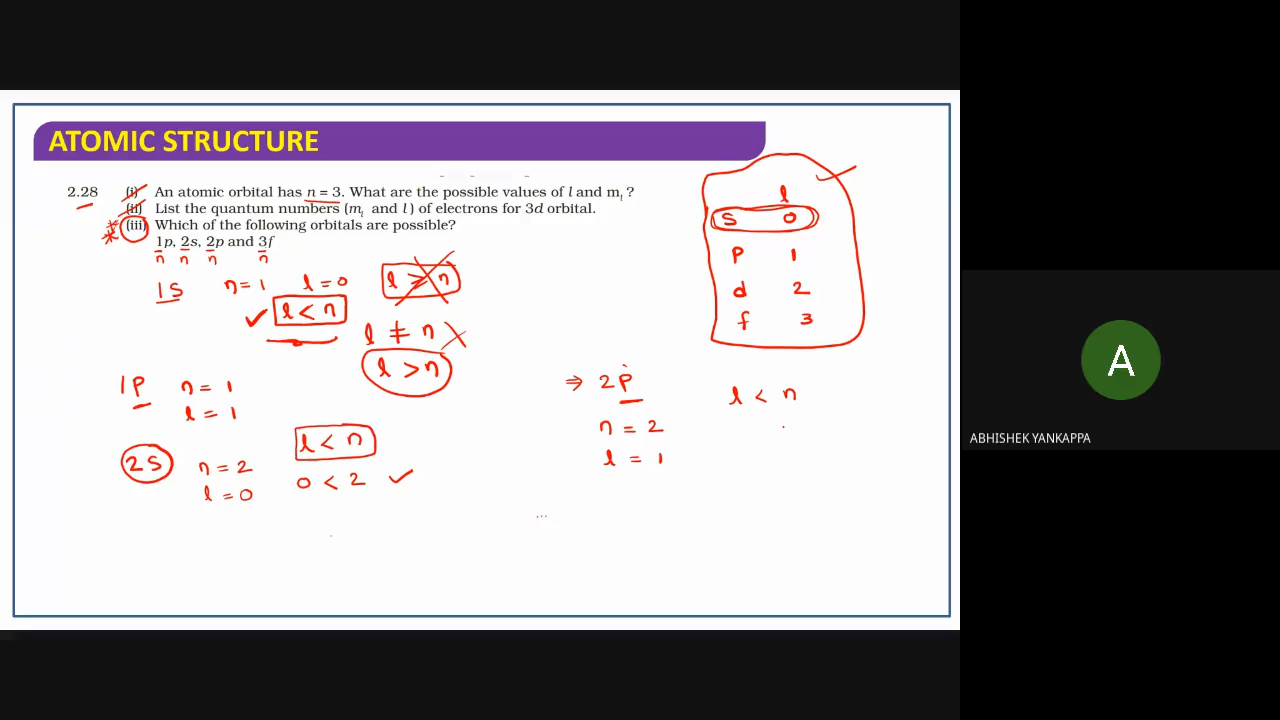 ATOMIC STRUCTURE
2.28 (i) An atomic orbital has n = 3. What are the possible values of l and mₗ ?
(ii) List the quantum numbers (mₗ and l ) of electrons for 3d orbital.
(iii) Which of the following orbitals are possible?
1p, 2s, 2p and 3f
n n n n
1S n=1 l=0 l ≥ n
l < n
l ≠ n
l > n
1P n = 1
l = 1
2S n=2
l=0
l < n
0 < 2
l
S 0
P 1
d 2
f 3
⇒ 2P l < n
n = 2
l = 1
A
ABHISHEK YANKAPPA